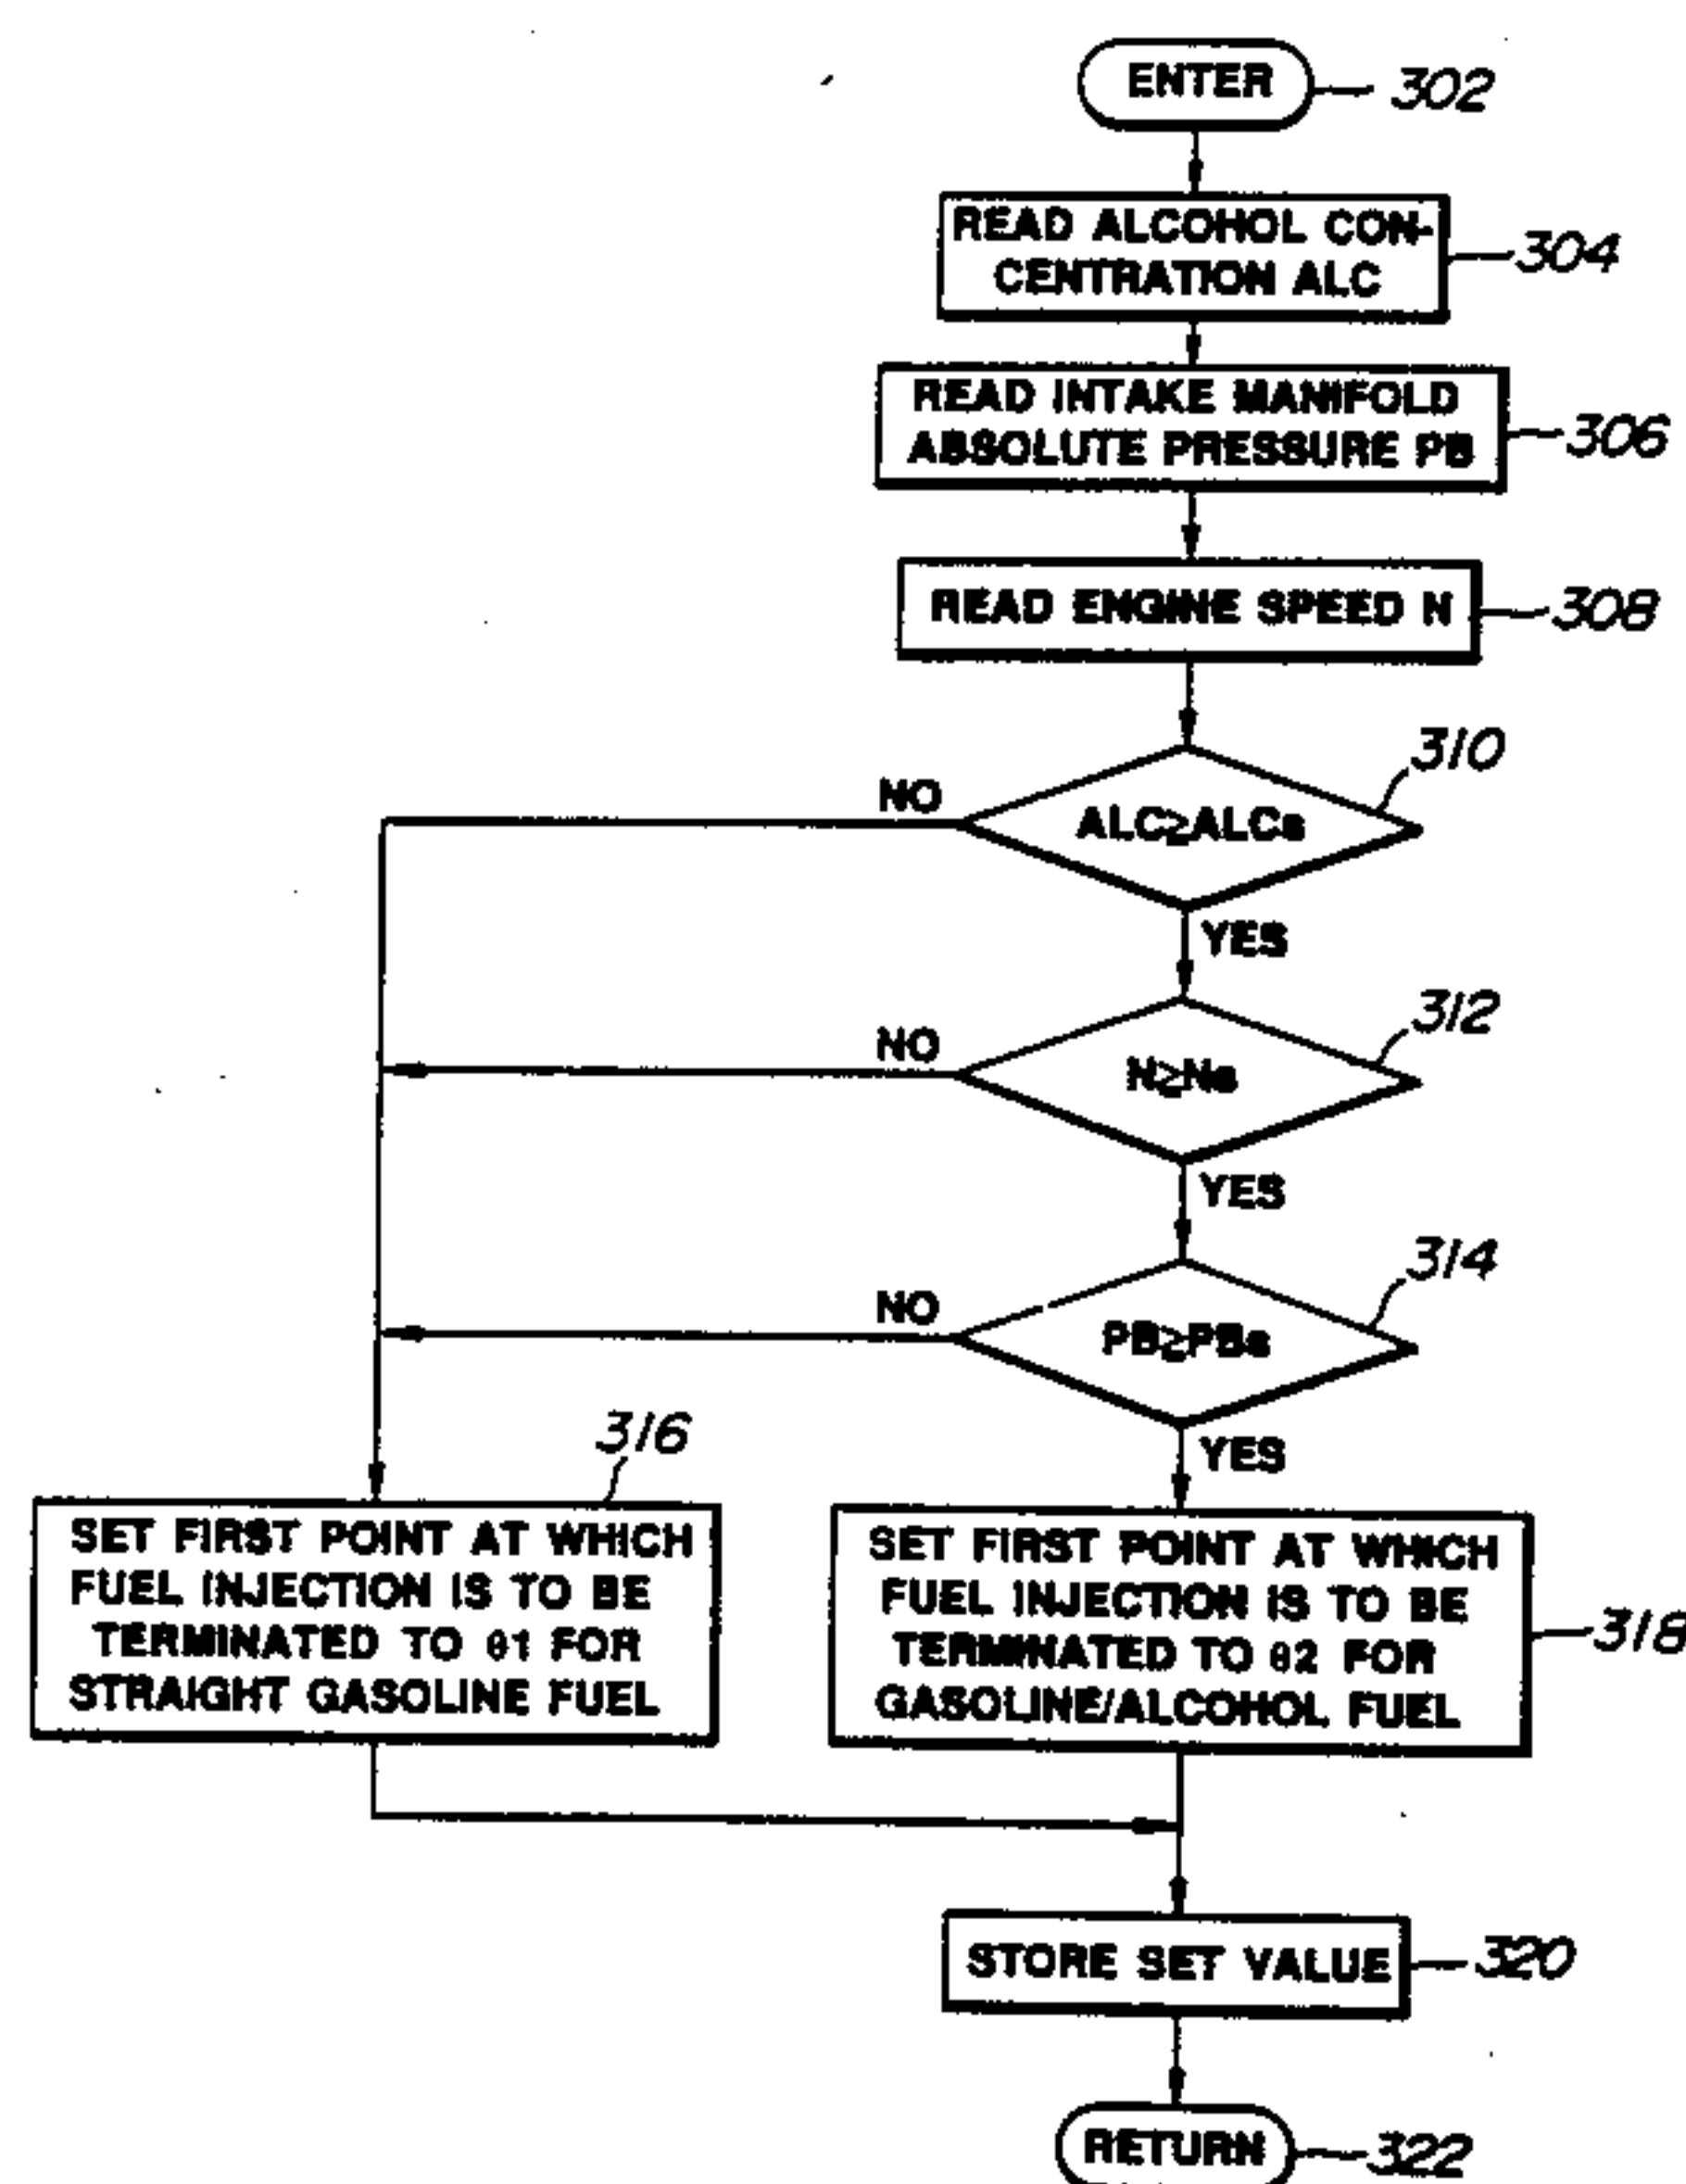 ENTER
302
READ ALCOHOL CON-
CENTRATION ALC
304
READ INTAKE MANIFOLD
ABSOLUTE PRESSURE PB
306
READ ENGINE SPEED N
308
310
NO
ALC≥ALCs
YES
312
NO
N≥Ns
YES
314
NO
PB≥PBs
YES
316
SET FIRST POINT AT WHICH
FUEL INJECTION IS TO BE
TERMINATED TO θ1 FOR
STRAIGHT GASOLINE FUEL
SET FIRST POINT AT WHICH
FUEL INJECTION IS TO BE
TERMINATED TO θ2 FOR
GASOLINE/ALCOHOL FUEL
318
STORE SET VALUE
320
RETURN
322